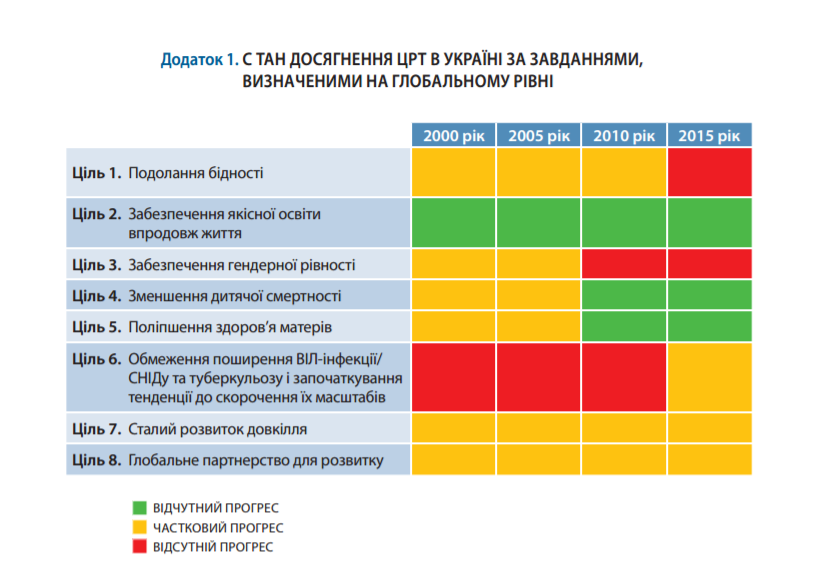 Додаток 1. С ТАН ДОСЯГНЕННЯ ЦРТ В УКРАЇНІ ЗА ЗАВДАННЯМИ,
ВИЗНАЧЕНИМИ НА ГЛОБАЛЬНОМУ РІВНІ
2000 рік 2005 рік 2010 рік 2015 рік
Ціль 1. Подолання бідності
Ціль 2. Забезпечення якісної освіти
впродовж життя
Ціль 3. Забезпечення гендерної рівності
Ціль 4. Зменшення дитячої смертності
Ціль 5. Поліпшення здоров’я матерів
Ціль 6. Обмеження поширення ВІЛ-інфекції/
СНІДу та туберкульозу і започаткування
тенденції до скорочення їх масштабів
Ціль 7. Сталий розвиток довкілля
Ціль 8. Глобальне партнерство для розвитку
ВІДЧУТНИЙ ПРОГРЕС
ЧАСТКОВИЙ ПРОГРЕС
ВІДСУТНІЙ ПРОГРЕС